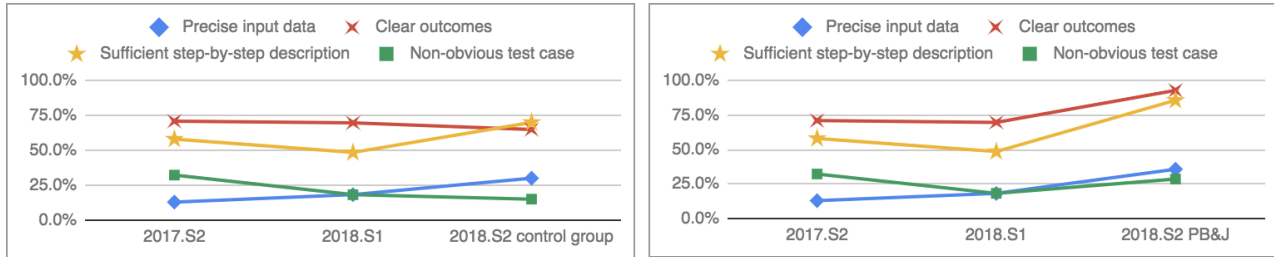 Precise input data Clear outcomes
Sufficient step-by-step description Non-obvious test case
100.0%
75.0%
50.0%
25.0%
0.0%
2017.S2 2018.S1 2018.S2 control group
Precise input data Clear outcomes
Sufficient step-by-step description Non-obvious test case
100.0%
75.0%
50.0%
25.0%
0.0%
2017.S2 2018.S1 2018.S2 PB&J